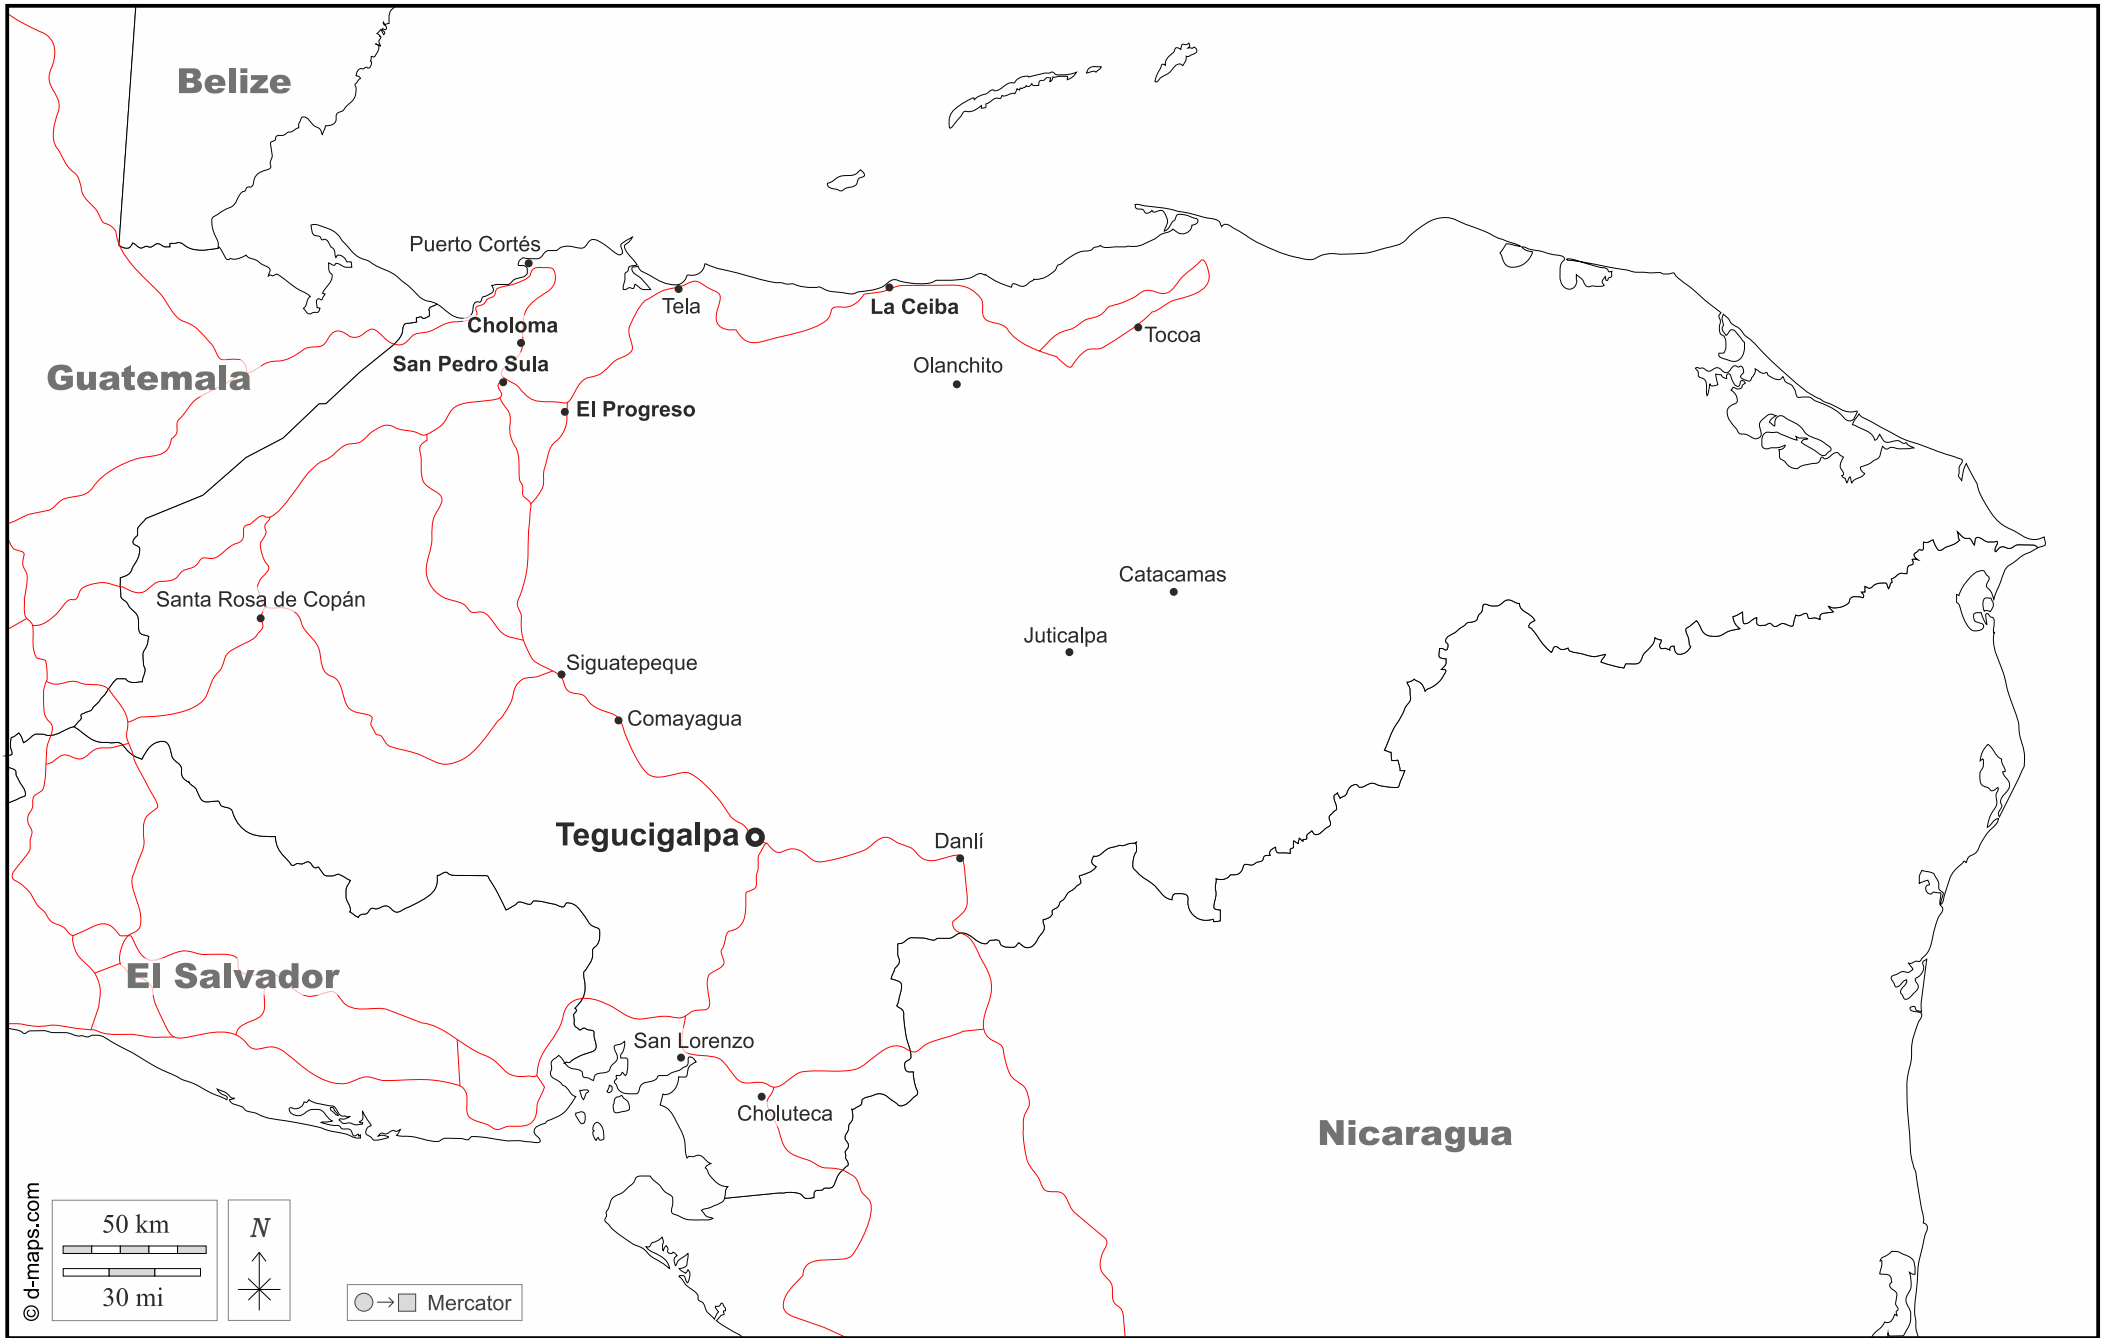 Belize
Puerto Cortés
Tela
La Ceiba
Choloma
Tocoa
San Pedro Sula
Olanchito
Guatemala
El Progreso
Catacamas
Santa Rosa de Copán
Juticalpa
Siguatepeque
Comayagua
Tegucigalpa
Danlí
El Salvador
San Lorenzo
Choluteca
Nicaragua
© d-maps.com
50 km
30 mi
N
Mercator